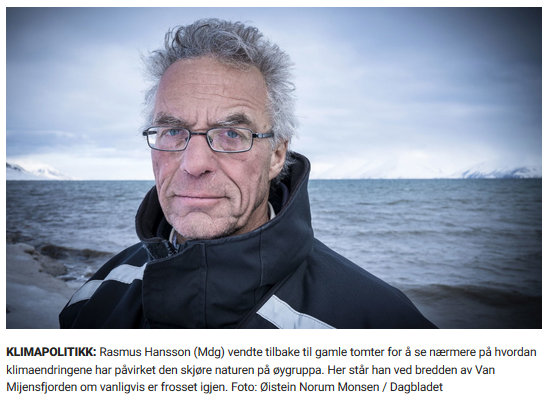 KLIMAPOLITIKK: Rasmus Hansson (Mdg) vendte tilbake til gamle tomter for å se nærmere på hvordan
klimaendringene har påvirket den skjøre naturen på øygruppa. Her står han ved bredden av Van
Mijensfjorden om vanligvis er frosset igjen. Foto: Øistein Norum Monsen / Dagbladet